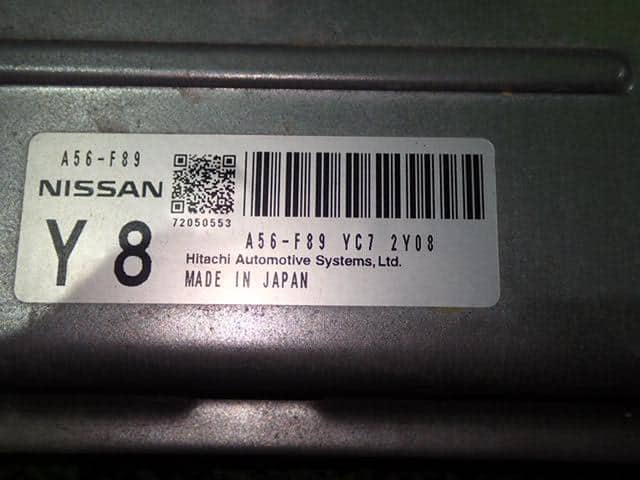 A56-F89
NISSAN
Y 8
72050553
A56-F89 YC7 2Y08
Hitachi Automotive Systems, Ltd.
MADE IN JAPAN